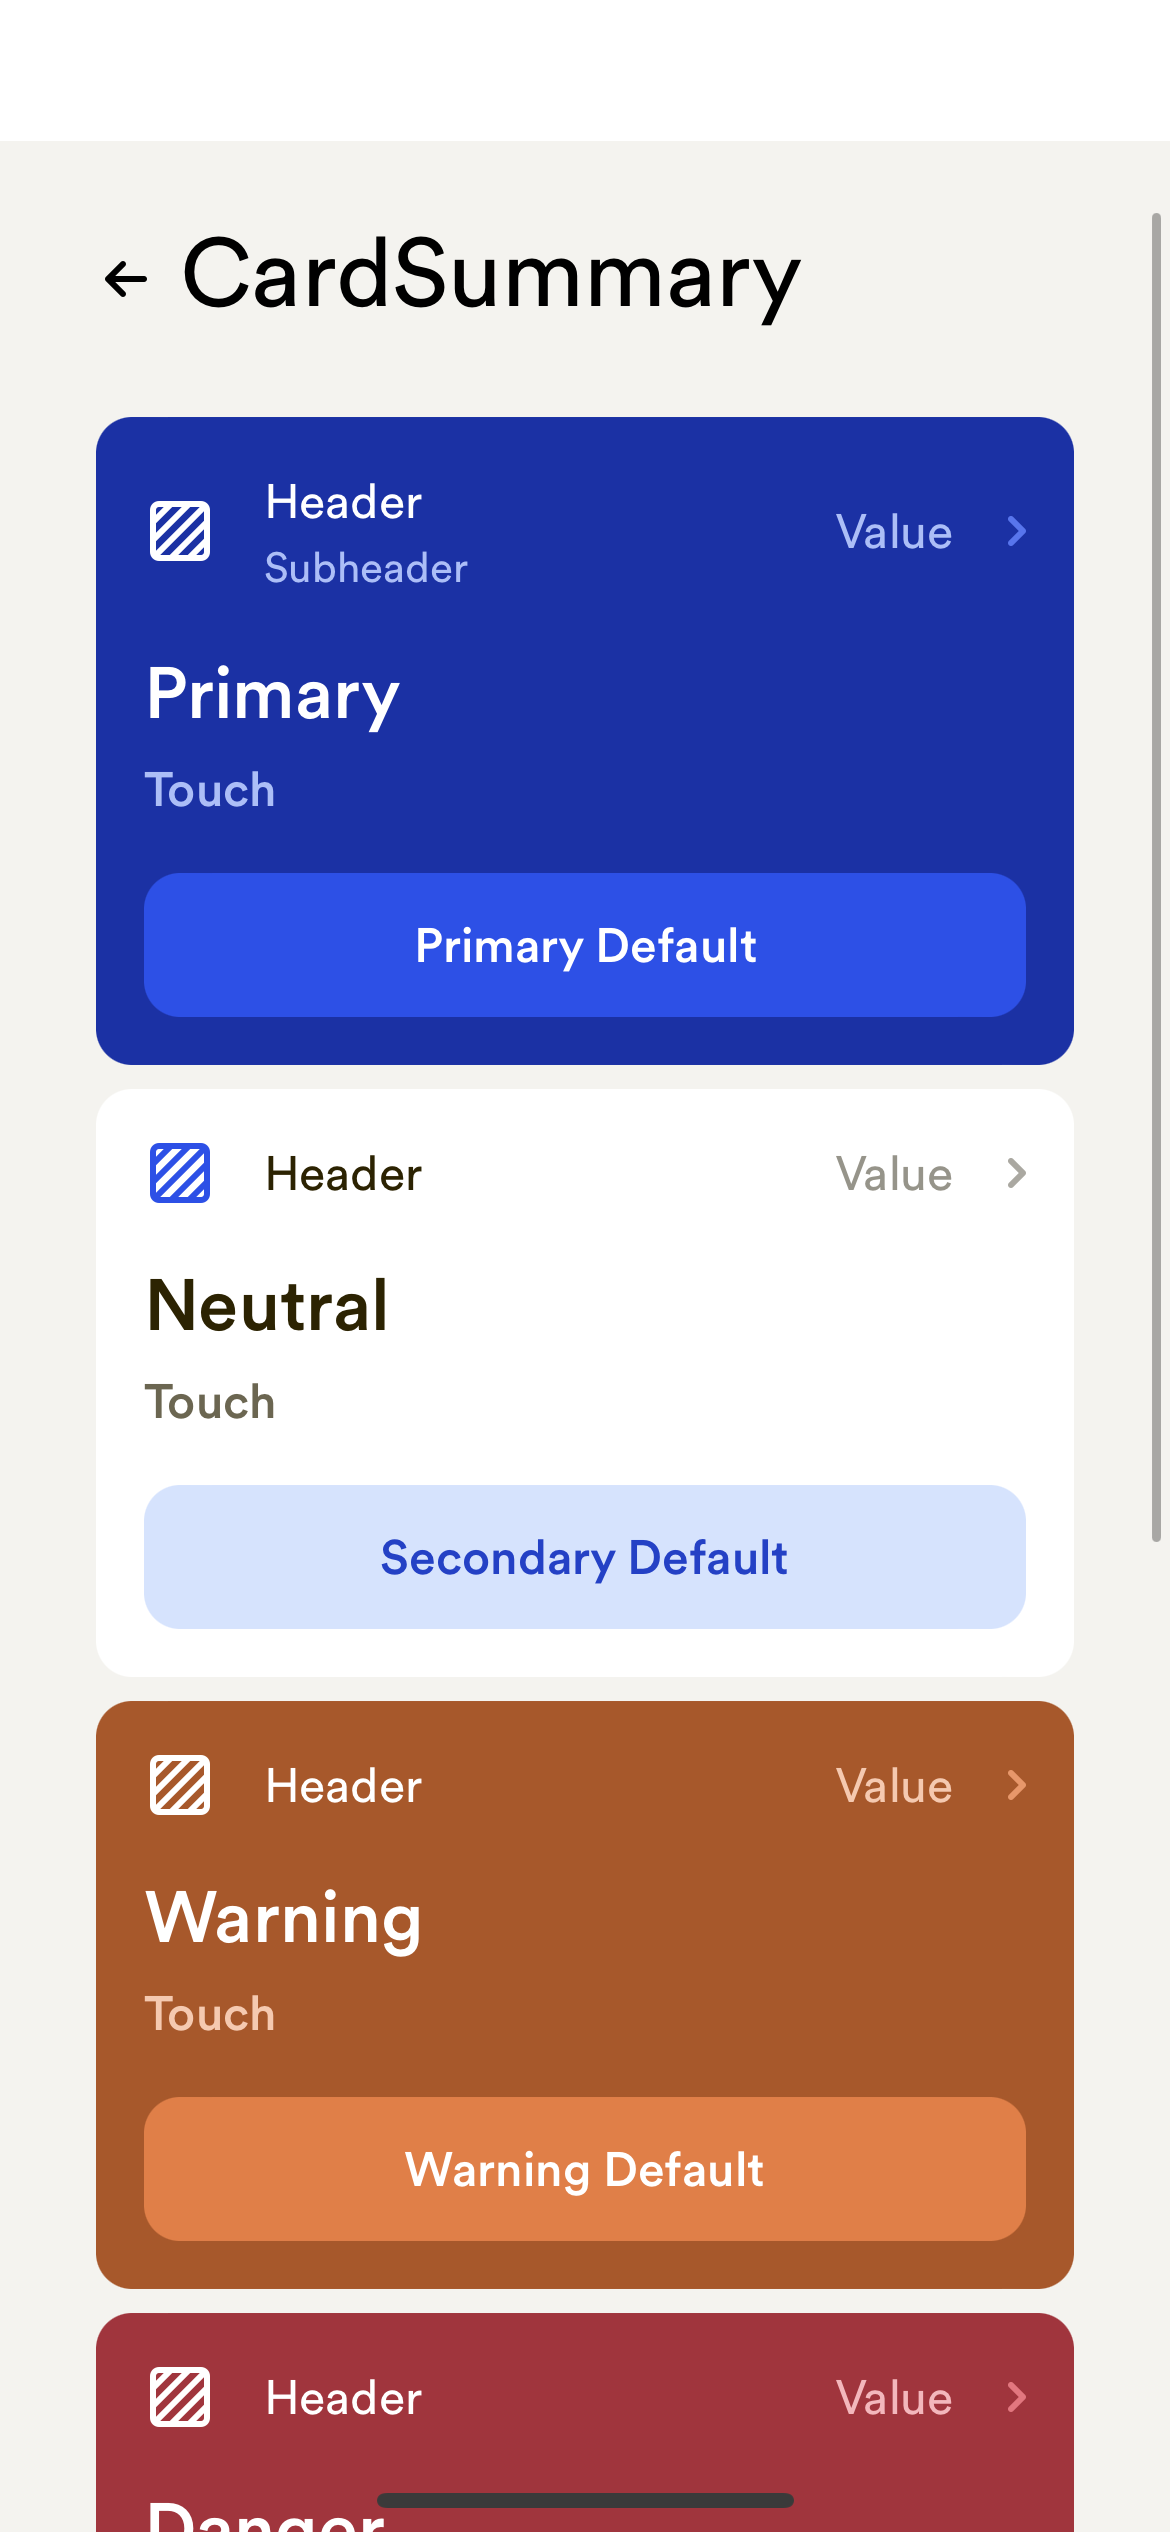 CardSummary
Header
Subheader
Value
Primary
Touch
Primary Default
Header
Value
Neutral
Touch
Secondary Default
Header
Value
Warning
Touch
Warning Default
Header
Value
Danger